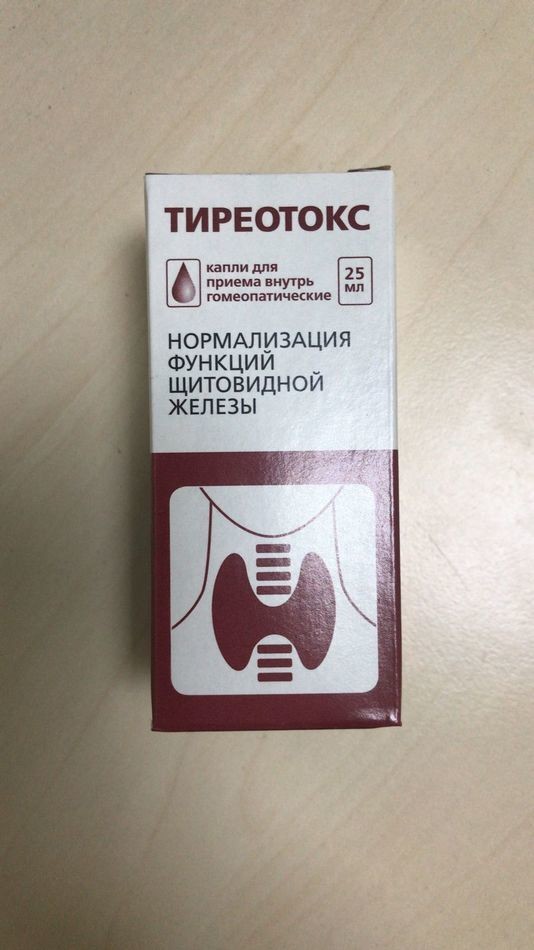 ТИРЕОТОКС
капли для
приема внутрь
гомеопатические
25
мл
НОРМАЛИЗАЦИЯ
ФУНКЦИЙ
ЩИТОВИДНОЙ
ЖЕЛЕЗЫ